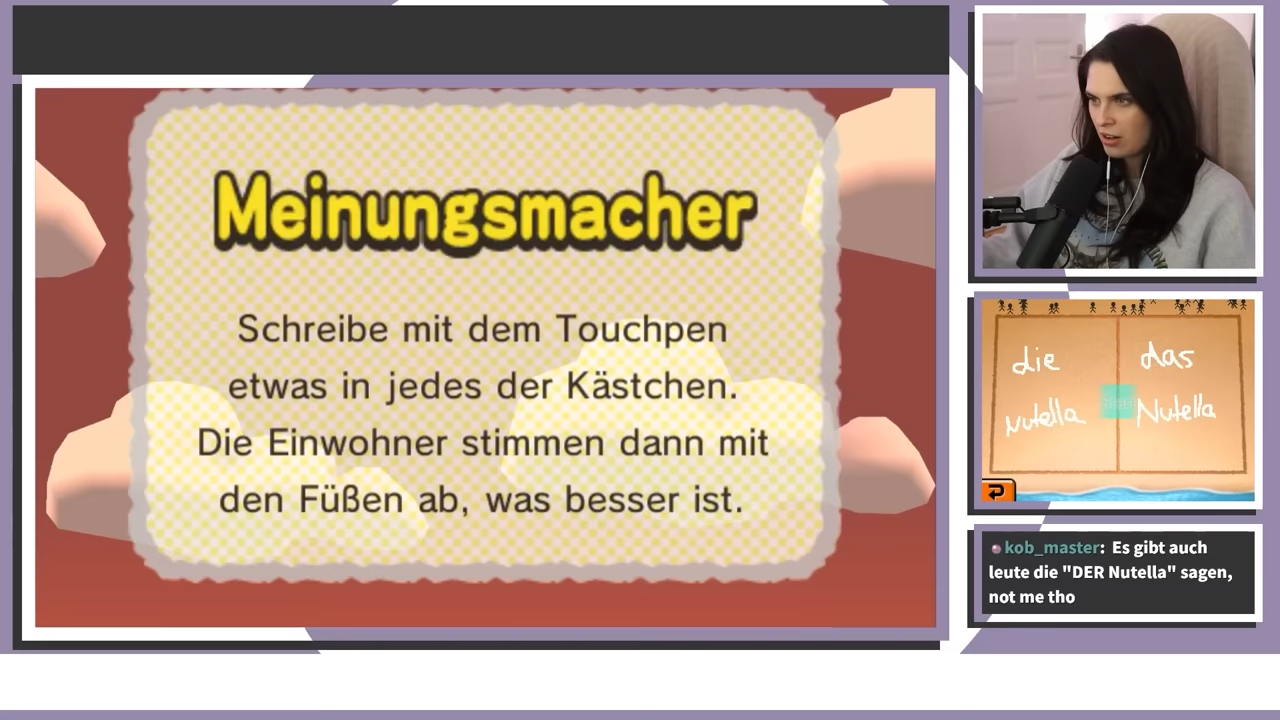 Meinungsmacher
Schreibe mit dem Touchpen
etwas in jedes der Kästchen.
Die Einwohner stimmen dann mit
den Füßen ab, was besser ist.
die
Nutella
das
Nutella
kob_master: Es gibt auch
leute die "DER Nutella" sagen,
not me tho